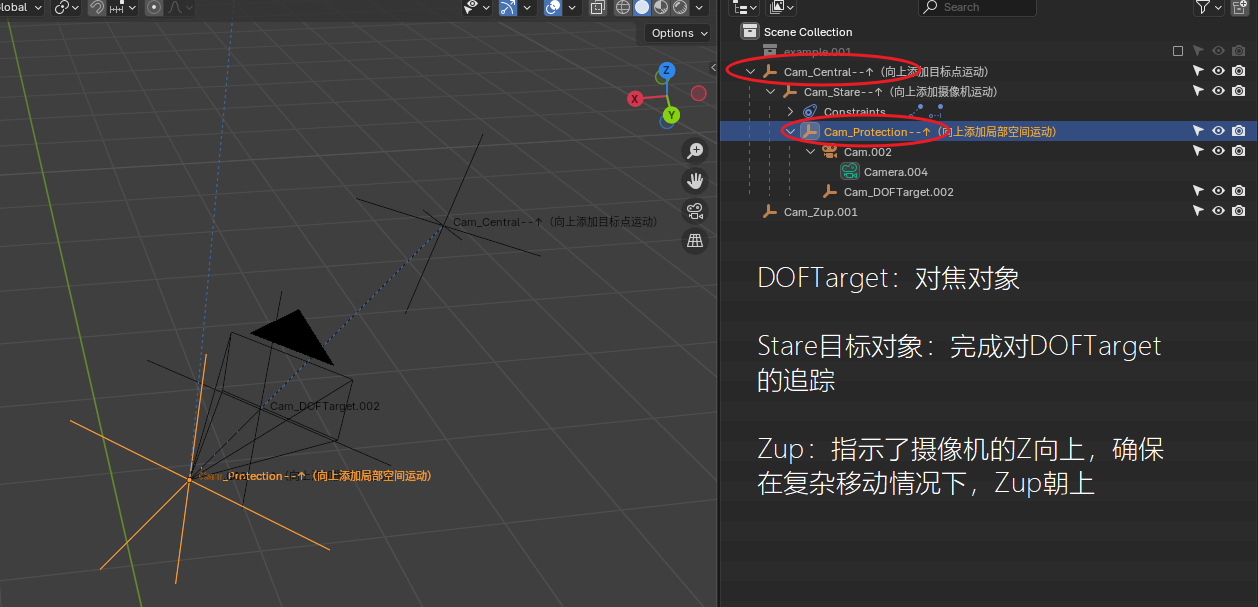 Global
Options
Z
X
Y
Cam_Central--↑（向上添加目标点运动）
Cam_DOFTarget.002
Cam_Protection--↑（向上添加局部空间运动）
Search
Scene Collection
example.001
Cam_Central--↑（向上添加目标点运动）
Cam_Stare--↑（向上添加摄像机运动）
Constraints
Cam_Protection--↑（向上添加局部空间运动）
Cam.002
Camera.004
Cam_DOFTarget.002
Cam_Zup.001
DOFTarget：对焦对象
Stare目标对象：完成对DOFTarget
的追踪
Zup：指示了摄像机的Z向上，确保
在复杂移动情况下，Zup朝上